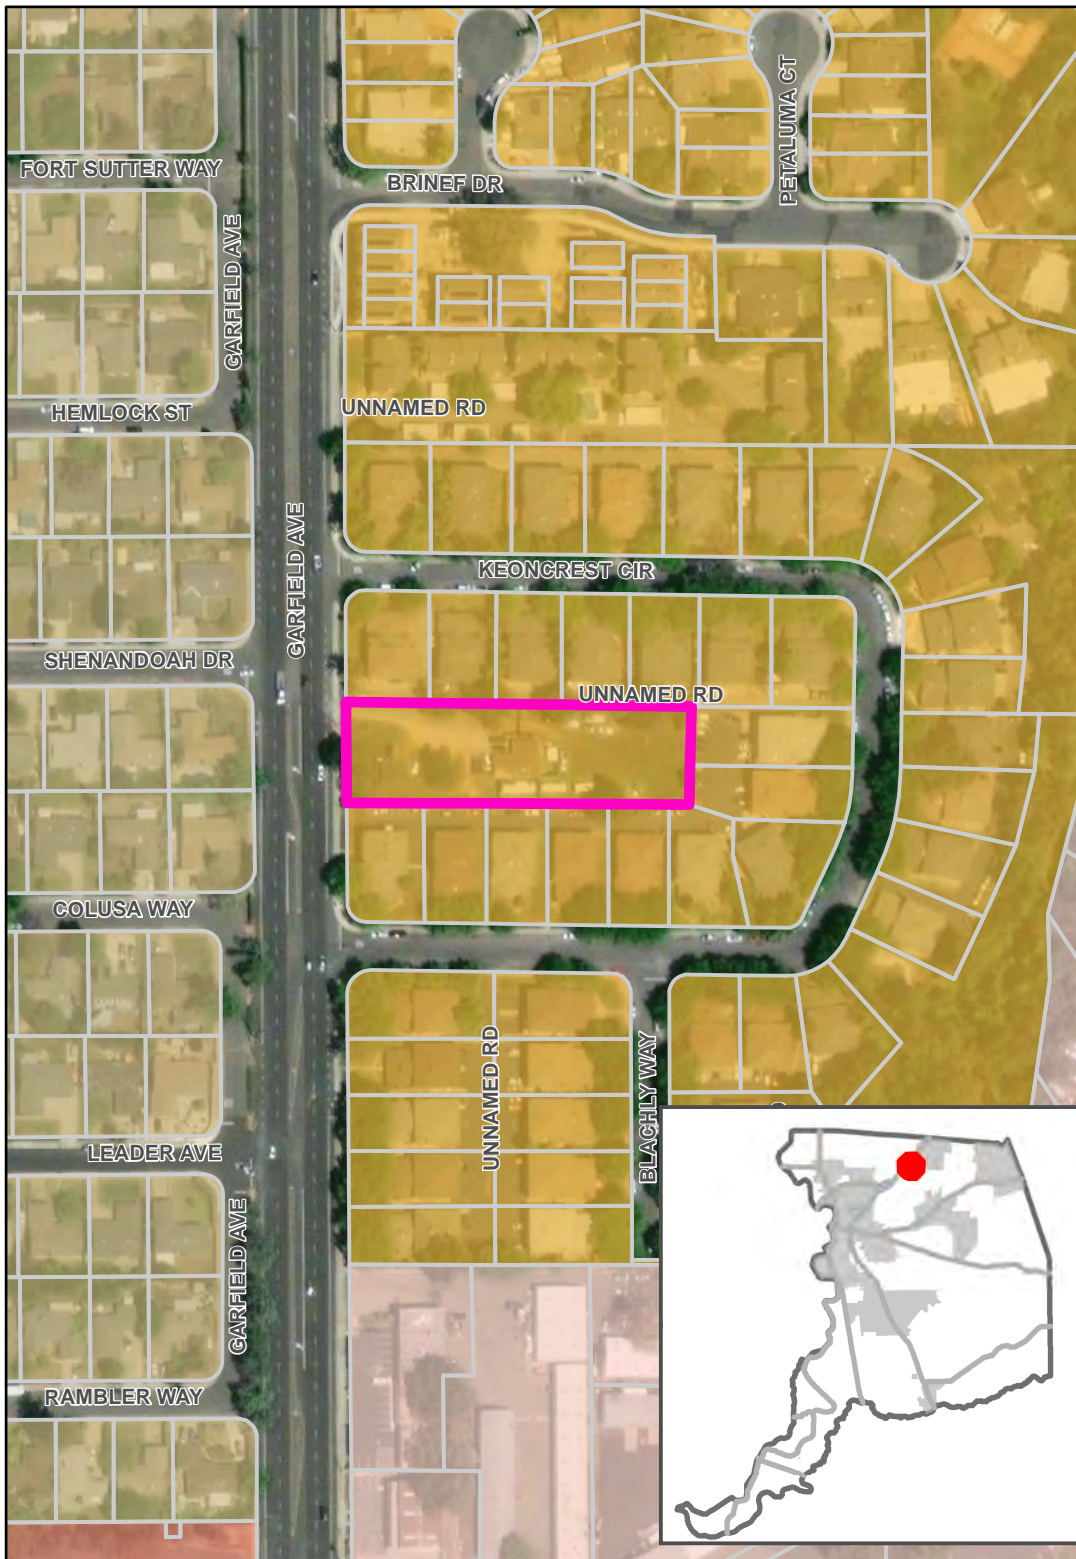 PETALUMA CT
FORT SUTTER WAY
BRINEF DR
GARFIELD AVE
HEMLOCK ST
UNNAMED RD
GARFIELD AVE
KEONCREST CIR
SHENANDOAH DR
UNNAMED RD
COLUSA WAY
UNNAMED RD
BLACHLY WAY
LEADER AVE
GARFIELD AVE
RAMBLER WAY